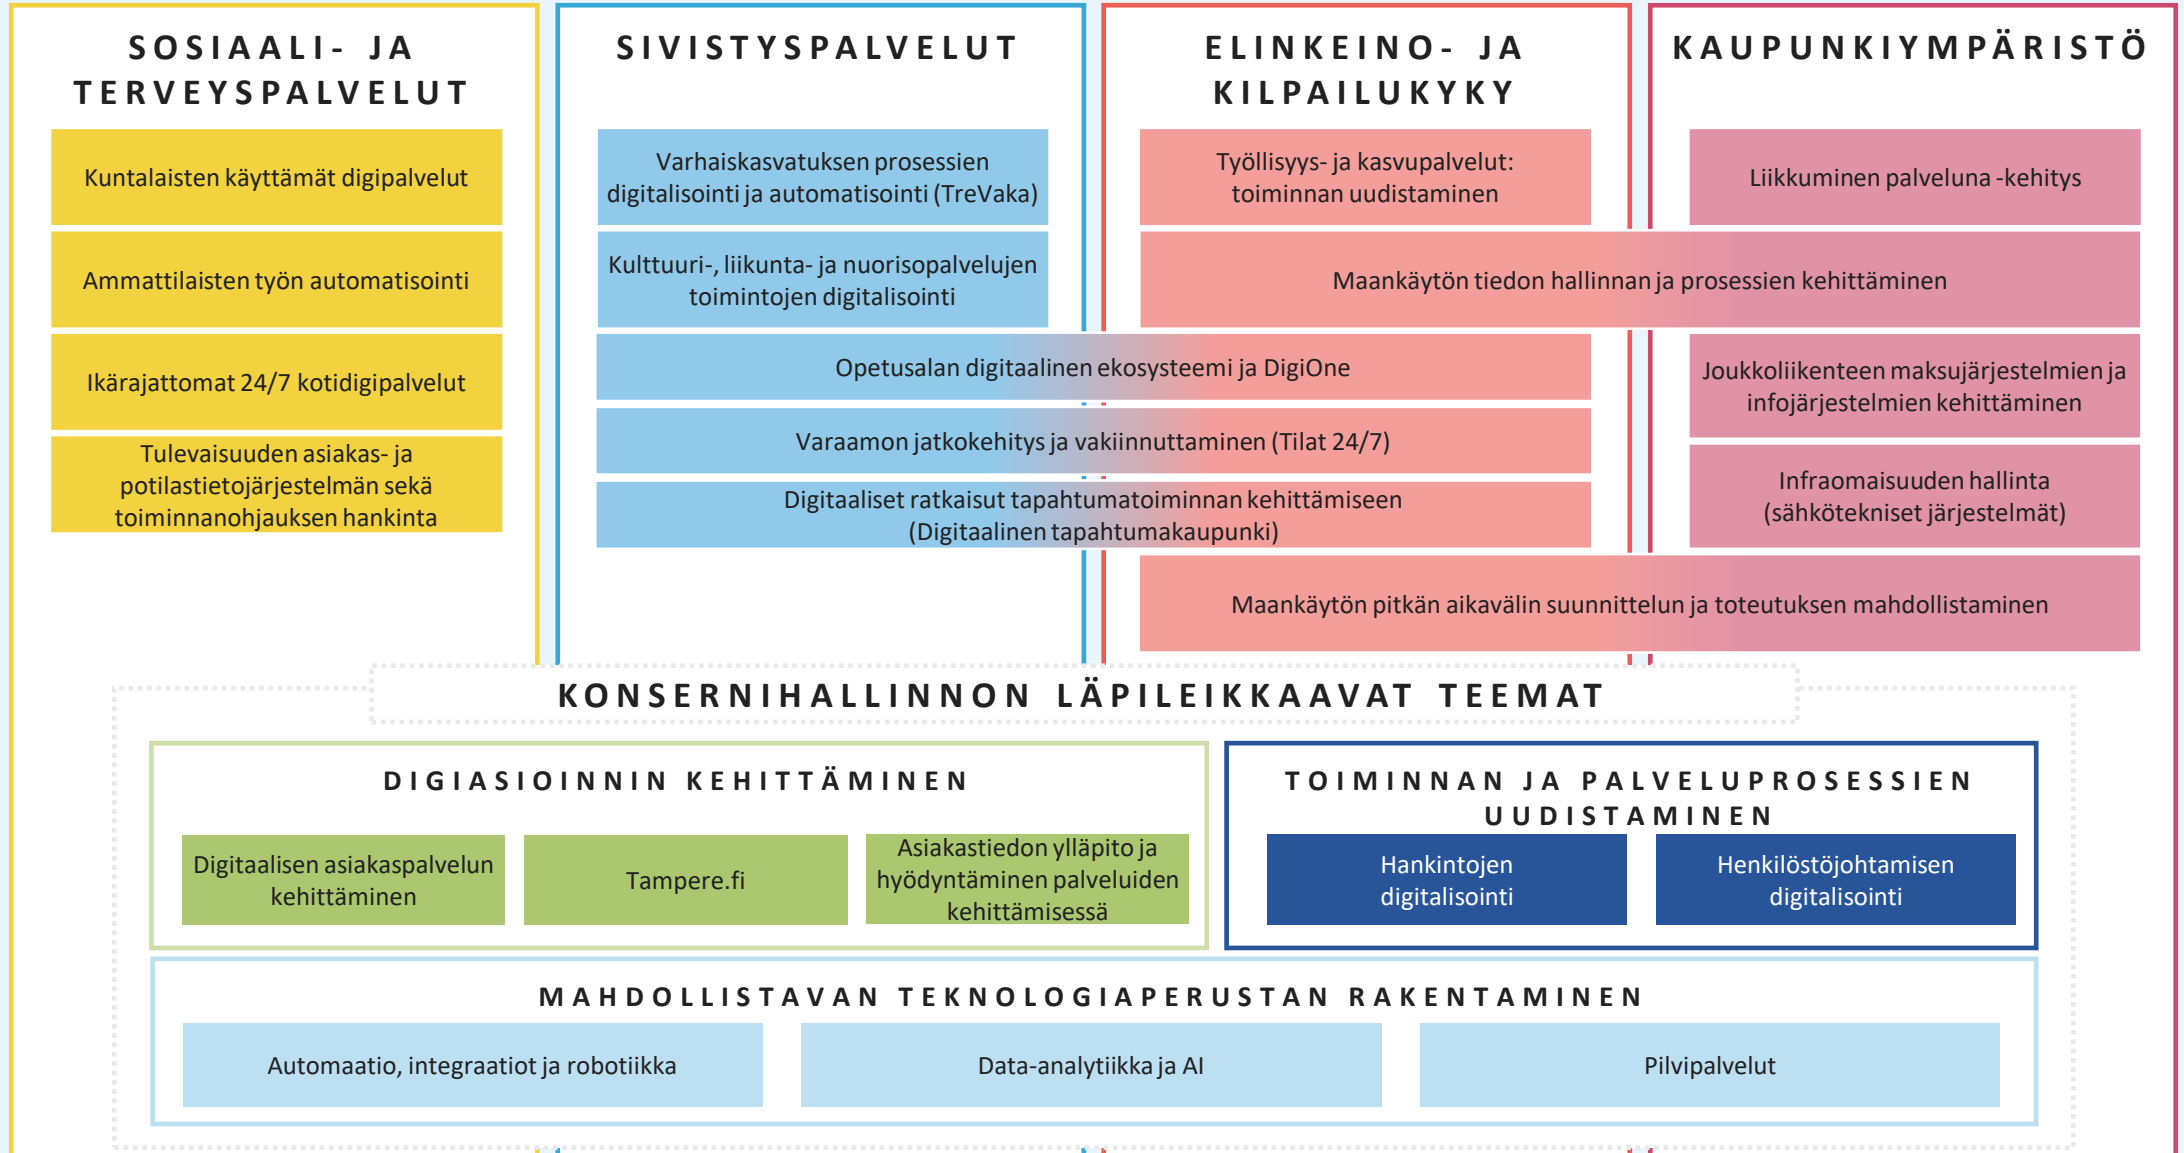 SOSIAALI- JA
TERVEYSPALVELUT
Kuntalaisten käyttämät digipalvelut
Ammattilaisten työn automatisointi
Ikärajattomat 24/7 kotidigipalvelut
Tulevaisuuden asiakas- ja
potilastietojärjestelmän sekä
toiminnanohjauksen hankinta
SIVISTYSPALVELUT
Varhaiskasvatuksen prosessien
digitalisointi ja automatisointi (TreVaka)
Kulttuuri-, liikunta- ja nuorisopalvelujen
toimintojen digitalisointi
Opetusalan digitaalinen ekosysteemi ja DigiOne
Varaamon jatkokehitys ja vakiinnuttaminen (Tilat 24/7)
Digitaaliset ratkaisut tapahtumatoiminnan kehittämiseen
(Digitaalinen tapahtumakaupunki)
ELINKEINO- JA
KILPAILUKYKY
Työllisyys- ja kasvupalvelut:
toiminnan uudistaminen
Maankäytön tiedon hallinnan ja prosessien kehittäminen
KAUPUNKIYMPÄRISTÖ
Liikkuminen palveluna -kehitys
Joukkoliikenteen maksujärjestelmien ja
infojärjestelmien kehittäminen
Infraomaisuuden hallinta
(sähkötekniset järjestelmät)
Maankäytön pitkän aikavälin suunnittelun ja toteutuksen mahdollistaminen
KONSERNIHALLINNON LÄPILEIKKAAVAT TEEMAT
DIGIASIOINNIN KEHITTÄMINEN
Digitaalisen asiakaspalvelun
kehittäminen
Tampere.fi
Asiakastiedon ylläpito ja
hyödyntäminen palveluiden
kehittämisessä
TOIMINNAN JA PALVELUPROSESSIEN
UUDISTAMINEN
Hankintojen
digitalisointi
Henkilöstöjohtamisen
digitalisointi
MAHDOLLISTAVAN TEKNOLOGIAPERUSTAN RAKENTAMINEN
Automaatio, integraatiot ja robotiikka
Data-analytiikka ja AI
Pilvipalvelut